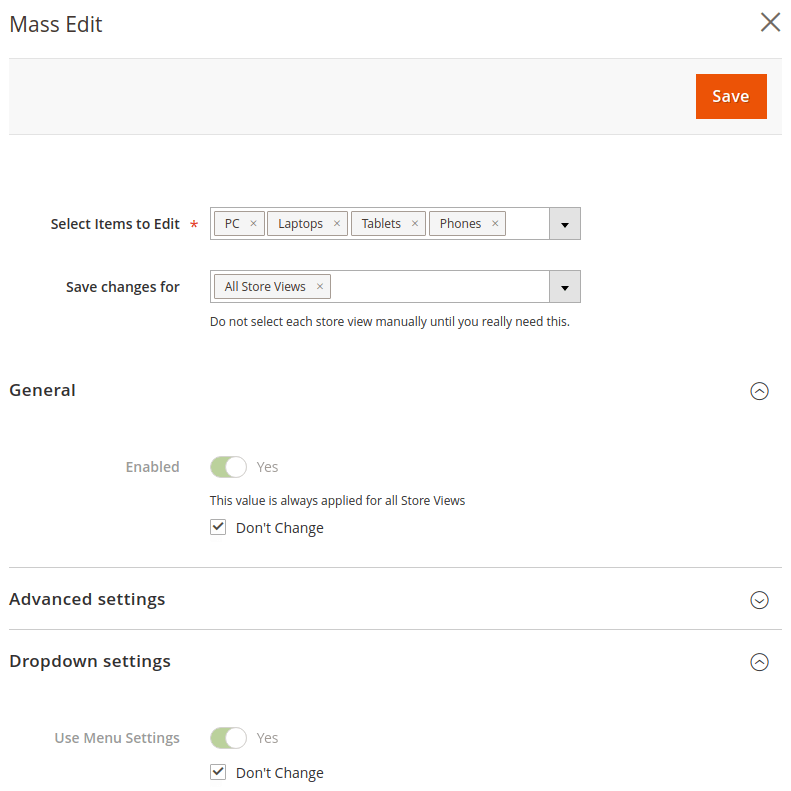 Mass Edit
Save
Select Items to Edit * PC × Laptops × Tablets × Phones ×
Save changes for All Store Views ×
Do not select each store view manually until you really need this.
General
Enabled Yes
This value is always applied for all Store Views
Don't Change
Advanced settings
Dropdown settings
Use Menu Settings Yes
Don't Change